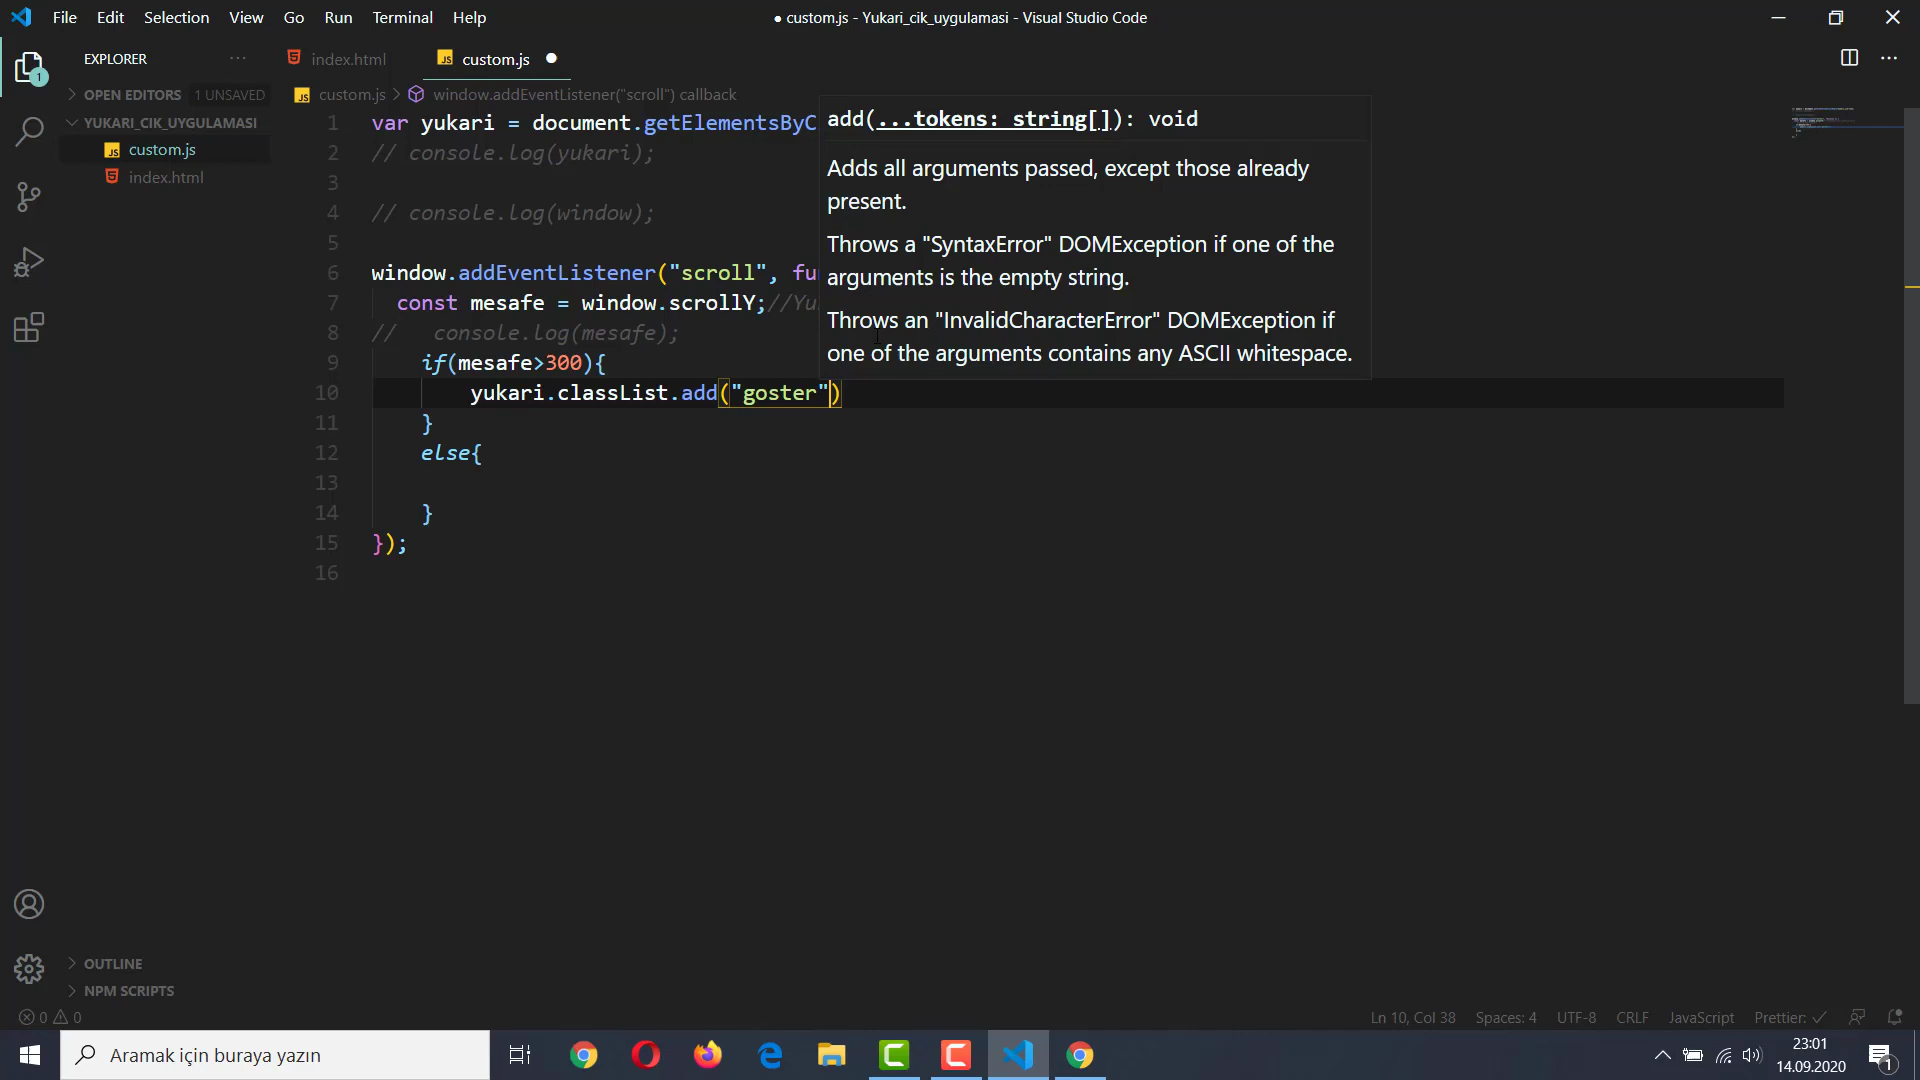 File Edit Selection View Go Run Terminal Help
● custom.js - Yukari_cik_uygulamasi - Visual Studio Code
EXPLORER ···
index.html
JS custom.js ●
OPEN EDITORS 1 UNSAVED
JS custom.js > window.addEventListener("scroll") callback
YUKARI_CIK_UYGULAMASI
JS custom.js
index.html
1 var yukari = document.getElementsByC
2 // console.log(yukari);
3
4 // console.log(window);
5
6 window.addEventListener("scroll", fu
7 const mesafe = window.scrollY;//Yu
8 // console.log(mesafe);
9 if(mesafe>300){
10 yukari.classList.add("goster")
11 }
12 else{
13
14 }
15 });
16
add(...tokens: string[]): void
Adds all arguments passed, except those already
present.
Throws a "SyntaxError" DOMException if one of the
arguments is the empty string.
Throws an "InvalidCharacterError" DOMException if
one of the arguments contains any ASCII whitespace.
1
OUTLINE
NPM SCRIPTS
0 0
Ln 10, Col 38 Spaces: 4 UTF-8 CRLF JavaScript Prettier: ✓
Aramak için buraya yazın
23:01
14.09.2020
1